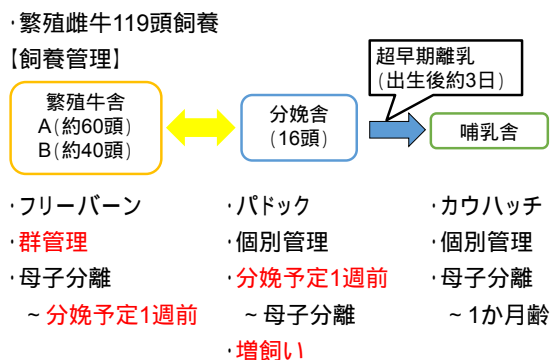 ·繁殖雌牛119頭飼養
【飼養管理】
超早期離乳
(出生後約3日)
繁殖牛舎
A(約60頭)
B(約40頭)
分娩舎
(16頭)
哺乳舎
·フリーバーン
·群管理
·母子分離
~分娩予定1週前
·パドック
·個別管理
·分娩予定1週前
~母子分離
·増飼い
·カウハッチ
·個別管理
·母子分離
~1か月齢